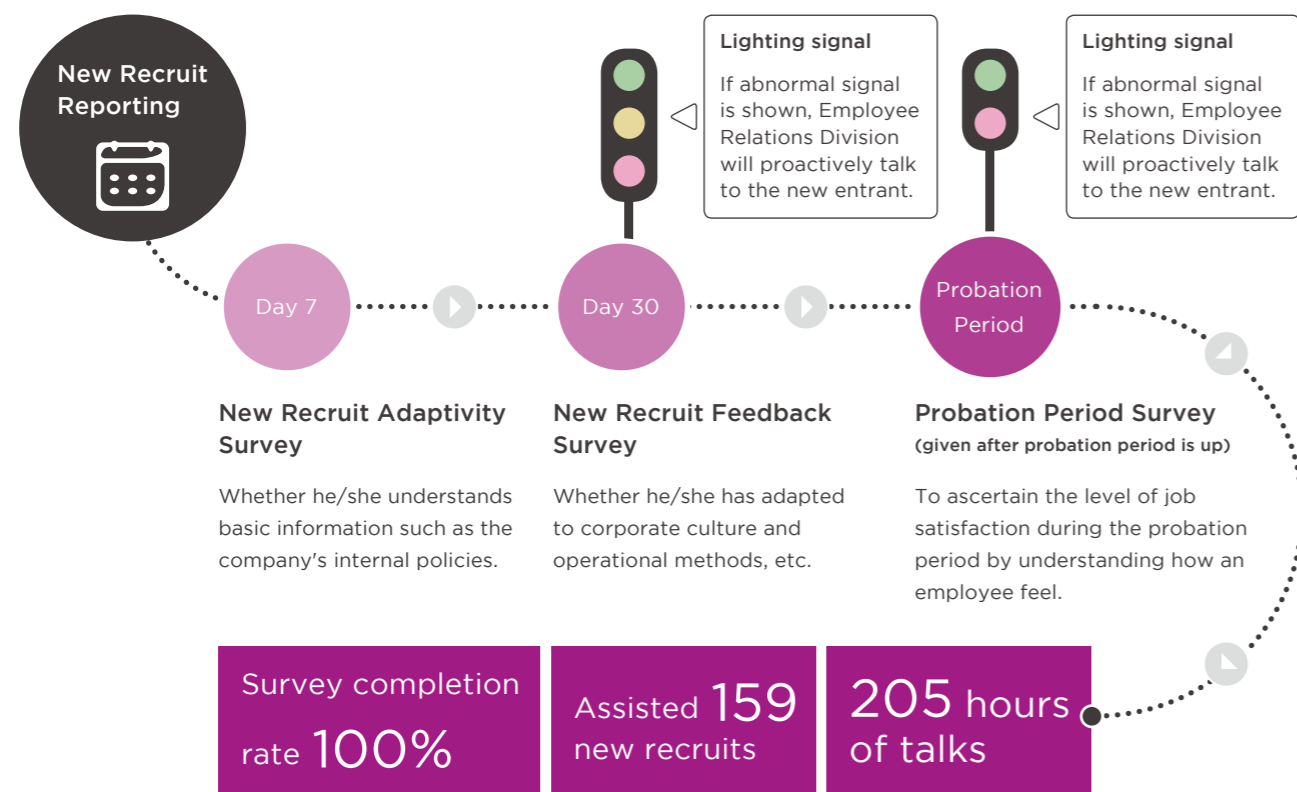 New Recruit
Reporting
Lighting signal
If abnormal signal
is shown, Employee
Relations Division
will proactively talk
to the new entrant.
Lighting signal
If abnormal signal
is shown, Employee
Relations Division
will proactively talk
to the new entrant.
Day 7
Day 30
Probation
Period
New Recruit Adaptivity
Survey
Whether he/she understands
basic information such as the
company's internal policies.
New Recruit Feedback
Survey
Whether he/she has adapted
to corporate culture and
operational methods, etc.
Probation Period Survey
(given after probation period is up)
To ascertain the level of job
satisfaction during the probation
period by understanding how an
employee feel.
Survey completion
rate 100%
Assisted 159
new recruits
205 hours
of talks